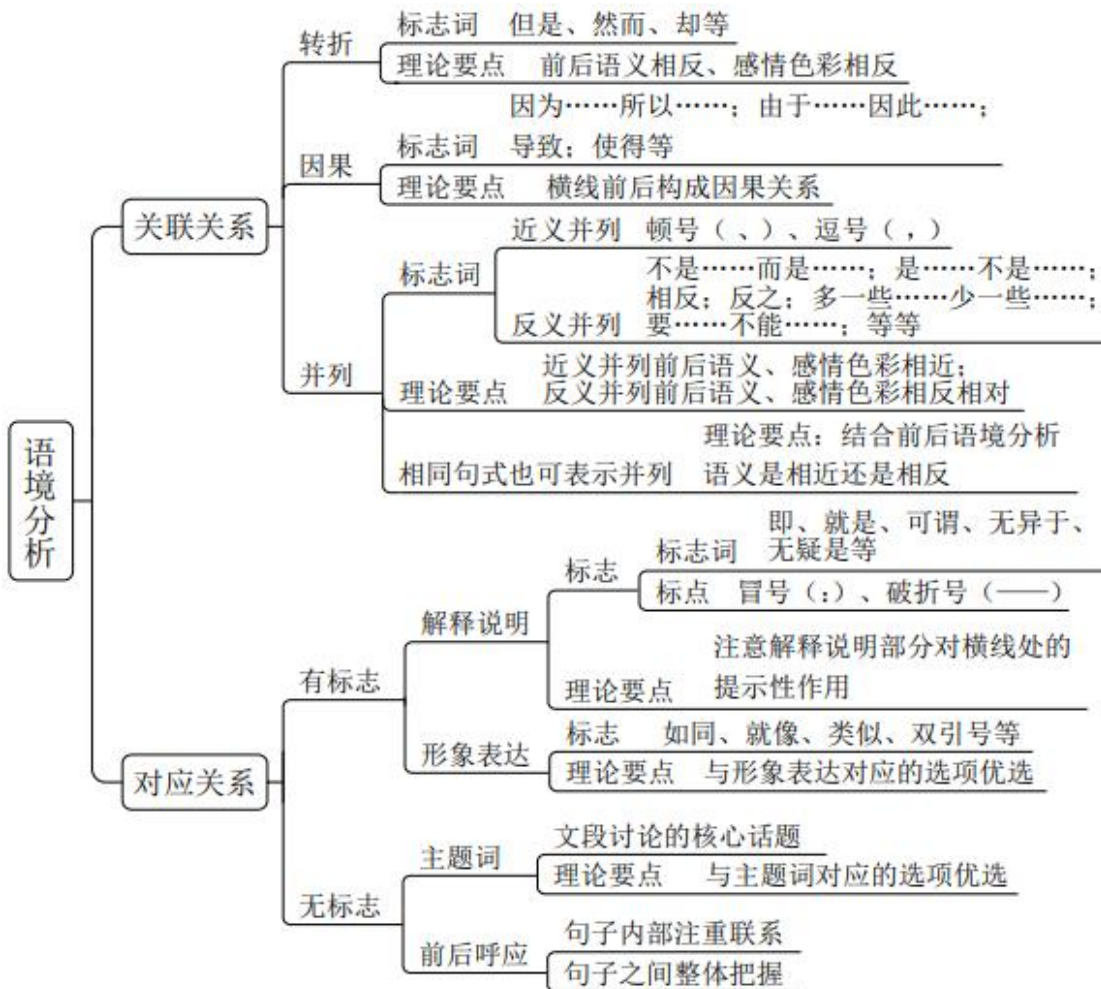 语境分析
关联关系
转折
标志词 但是、然而、却等
理论要点 前后语义相反、感情色彩相反
因果
因为……所以……；由于……因此……；
标志词 导致；使得等
理论要点 横线前后构成因果关系
并列
标志词
近义并列 顿号（、）、逗号（，）
不是……而是……；是……不是……；
相反；反之；多一些……少一些……；
反义并列 要……不能……；等等
近义并列前后语义、感情色彩相近；
理论要点 反义并列前后语义、感情色彩相反相对
理论要点：结合前后语境分析
相同句式也可表示并列 语义是相近还是相反
对应关系
有标志
解释说明
标志
即、就是、可谓、无异于、
标志词 无疑是等
标点 冒号（:）、破折号（——）
注意解释说明部分对横线处的
理论要点 提示性作用
形象表达
标志 如同、就像、类似、双引号等
理论要点 与形象表达对应的选项优选
无标志
主题词
文段讨论的核心话题
理论要点 与主题词对应的选项优选
前后呼应
句子内部注重联系
句子之间整体把握